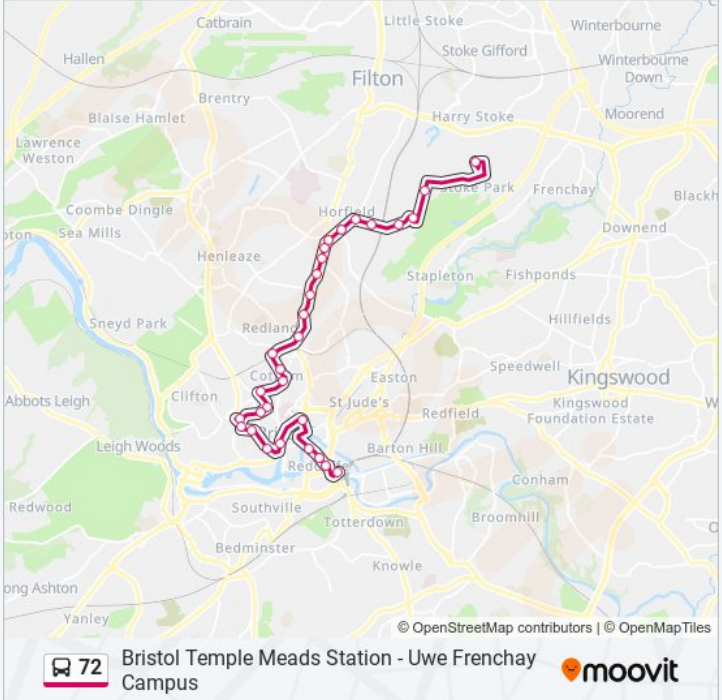 Catbrain
Little Stoke
Winterbourne
Stoke Gifford
Hallen
Filton
Winterbourne
Down
Brentry
Blaise Hamlet
Harry Stoke
Moorend
Lawrence
Weston
Stoke Park
Frenchay
Coombe Dingle
Horfield
Sea Mills
Downend
Henleaze
Stapleton
Fishponds
Sneyd Park
Redland
Hillfields
Speedwell
Cotham
Easton
Kingswood
Abbots Leigh
Clifton
St Jude's
Redfield
Kingswood
Foundation Estate
Leigh Woods
Barton Hill
Redcliffe
Conham
Redwood
Southville
Totterdown
Broomhill
Bedminster
Knowle
ong Ashton
Yanley
© OpenStreetMap contributors | © OpenMapTiles
72
Bristol Temple Meads Station - Uwe Frenchay
Campus
moovit